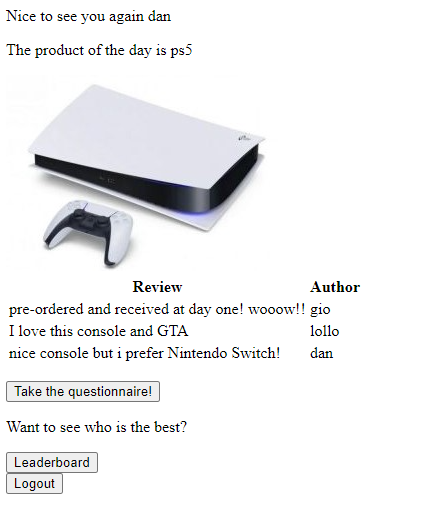 Nice to see you again dan
The product of the day is ps5
Review Author
pre-ordered and received at day one! wooow!! gio
I love this console and GTA lollo
nice console but i prefer Nintendo Switch! dan
Take the questionnaire!
Want to see who is the best?
Leaderboard
Logout